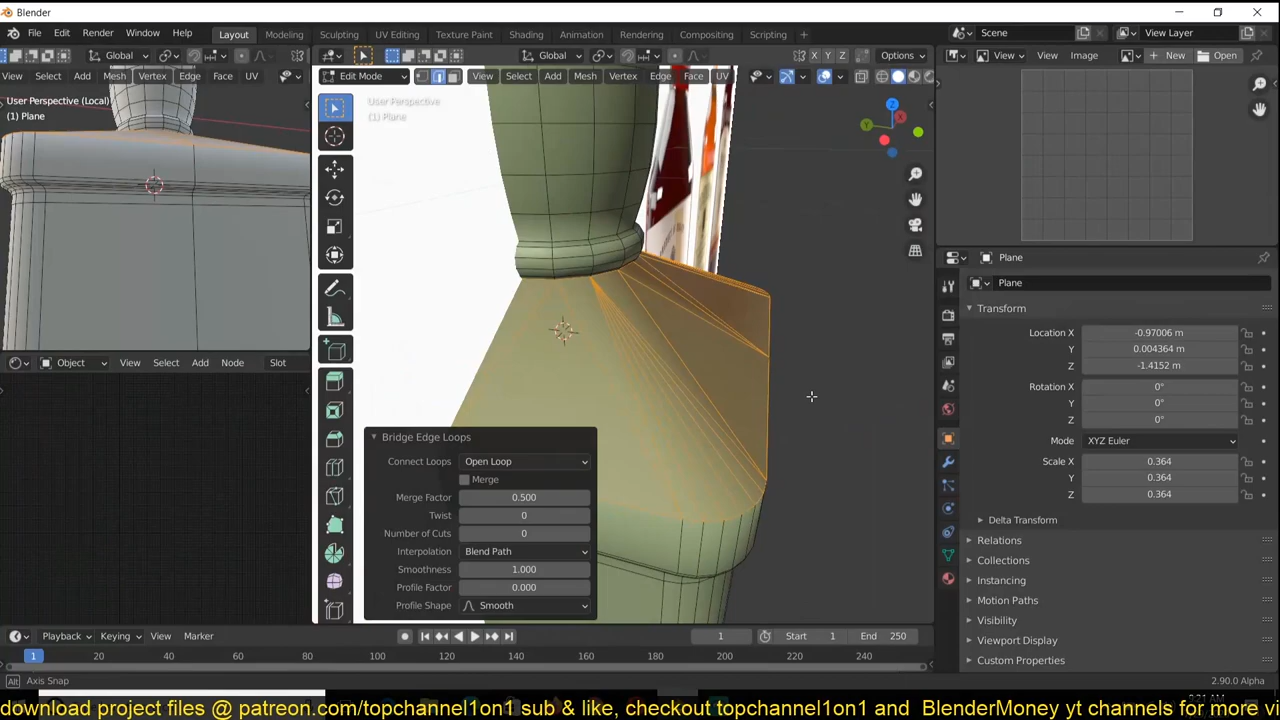 Blender
File Edit Render Window Help Layout Modeling Sculpting UV Editing Texture Paint Shading Animation Rendering Compositing Scripting Scene View Layer
Global Global Options View View Image New Open
Select Add Mesh Vertex Edge Face UV Edit Mode View Select Add Mesh Vertex Edge Face UV
User Perspective (Local)
(1) Plane
User Perspective
(1) Plane
Object View Select Add Node Slot
Bridge Edge Loops
Connect Loops Open Loop
Merge
Merge Factor 0.500
Twist 0
Number of Cuts 0
Interpolation Blend Path
Smoothness 1.000
Profile Factor 0.000
Profile Shape Smooth
Plane
Plane
Transform
Location X -0.97006 m
Y 0.004364 m
Z -1.4152 m
Rotation X 0°
Y 0°
Z 0°
Mode XYZ Euler
Scale X 0.364
Y 0.364
Z 0.364
Delta Transform
Relations
Collections
Instancing
Motion Paths
Visibility
Viewport Display
Custom Properties
Playback Keying View Marker 1 Start 1 End 250
1 20 40 60 80 100 120 140 160 180 200 220 240
Alt Axis Snap 2.90.0 Alpha
download project files @ patreon.com/topchannel1on1 sub & like, checkout topchannel1on1 and BlenderMoney yt channels for more vi